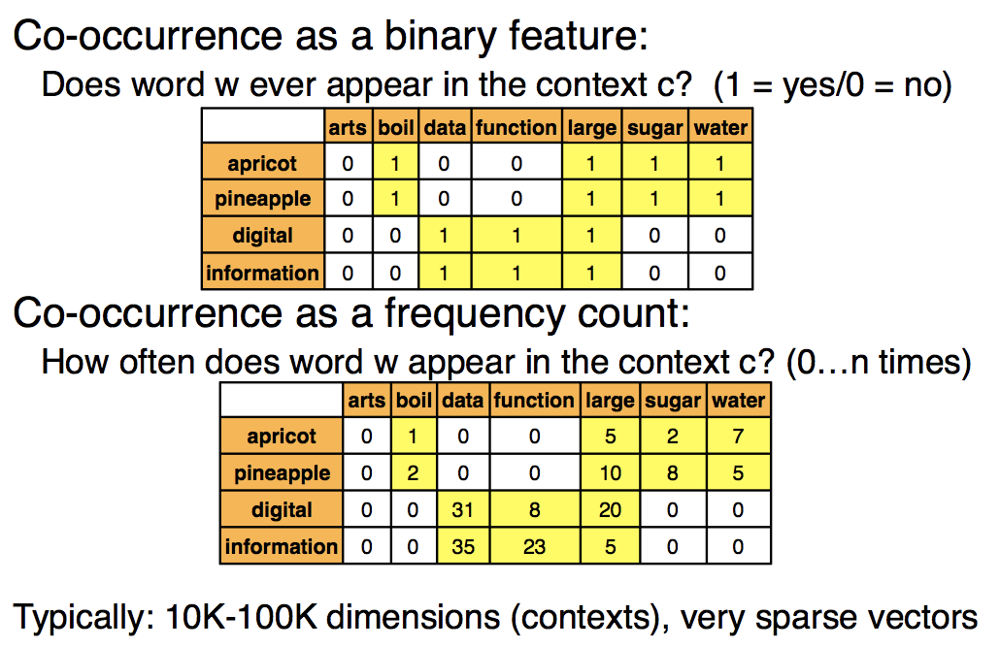 Co-occurrence as a binary feature:
Does word w ever appear in the context c? (1 = yes/0 = no)
arts boil data function large sugar water
apricot 0 1 0 0 1 1 1
pineapple 0 1 0 0 1 1 1
digital 0 0 1 1 1 0 0
information 0 0 1 1 1 0 0
Co-occurrence as a frequency count:
How often does word w appear in the context c? (0…n times)
arts boil data function large sugar water
apricot 0 1 0 0 5 2 7
pineapple 0 2 0 0 10 8 5
digital 0 0 31 8 20 0 0
information 0 0 35 23 5 0 0
Typically: 10K-100K dimensions (contexts), very sparse vectors